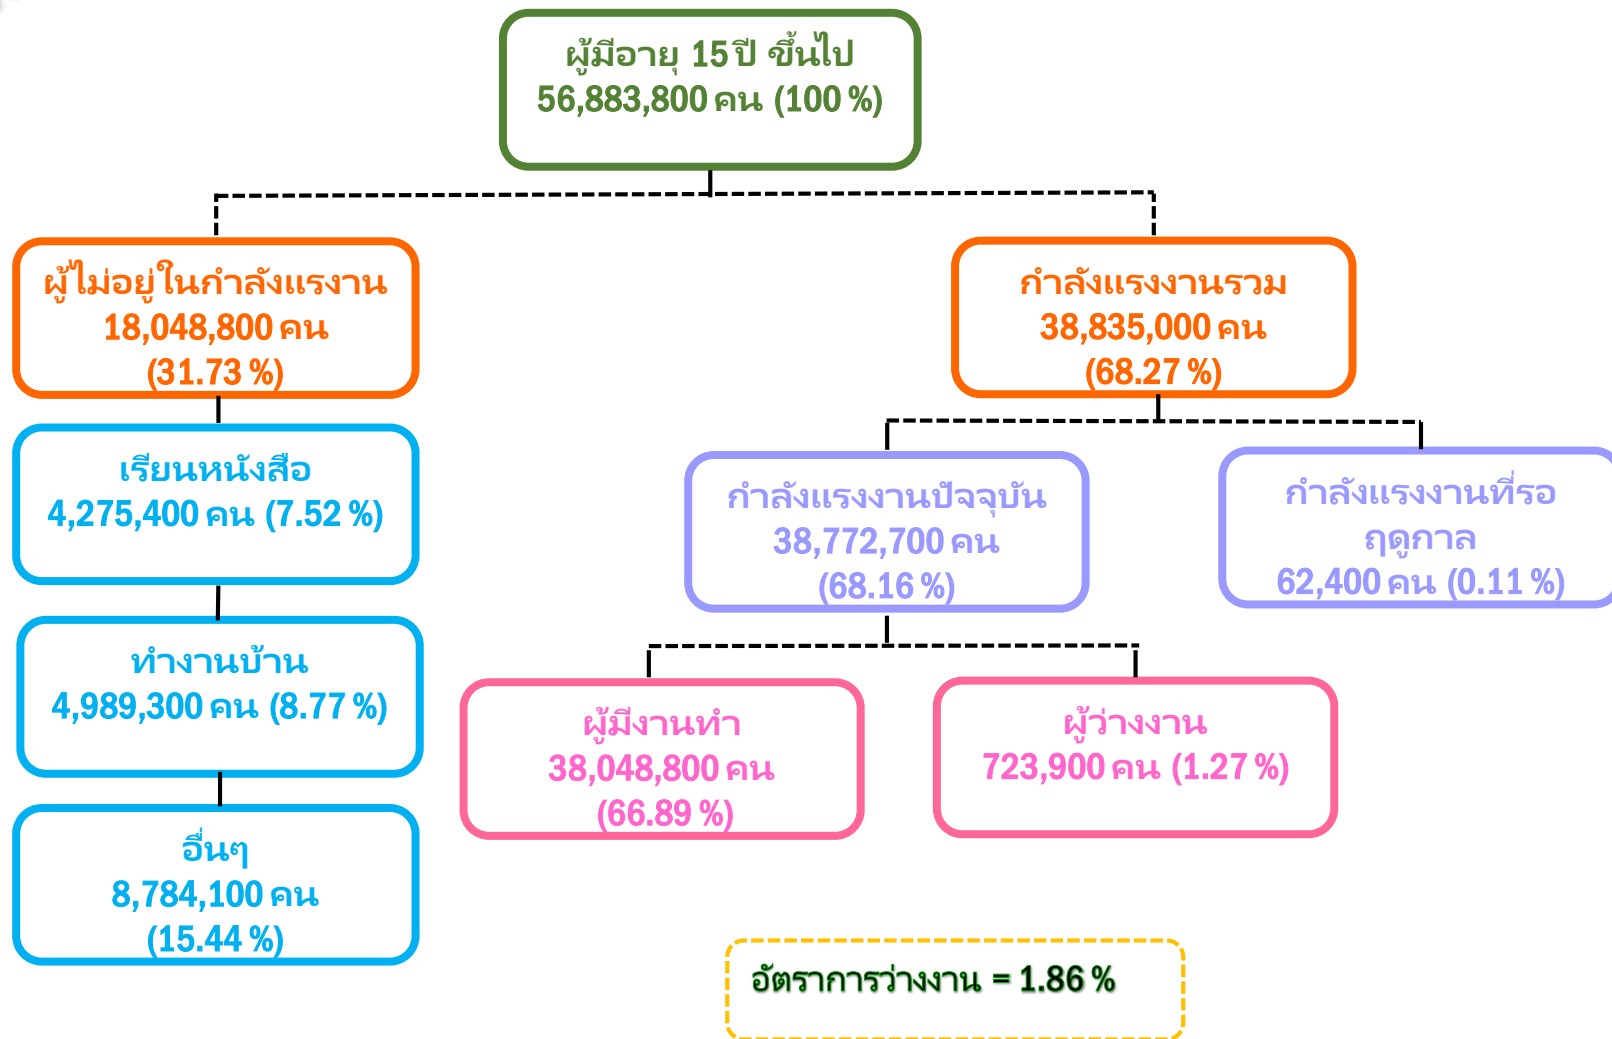 ผู้มีอายุ 15 ปี ขึ้นไป
56,883,800 คน (100 %)
ผู้ไม่อยู่ในกำลังแรงาน
18,048,800 คน
(31.73 %)
กำลังแรงงานรวม
38,835,000 คน
(68.27 %)
เรียนหนังสือ
4,275,400 คน (7.52 %)
กำลังแรงงานปัจจุบัน
38,772,700 คน
(68.16 %)
กำลังแรงงานที่รอ
ฤดูกาล
62,400 คน (0.11 %)
ทำงานบ้าน
4,989,300 คน (8.77 %)
ผู้มีงานทำ
38,048,800 คน
(66.89 %)
ผู้ว่างงาน
723,900 คน (1.27 %)
อื่นๆ
8,784,100 คน
(15.44 %)
อัตราการว่างงาน = 1.86 %